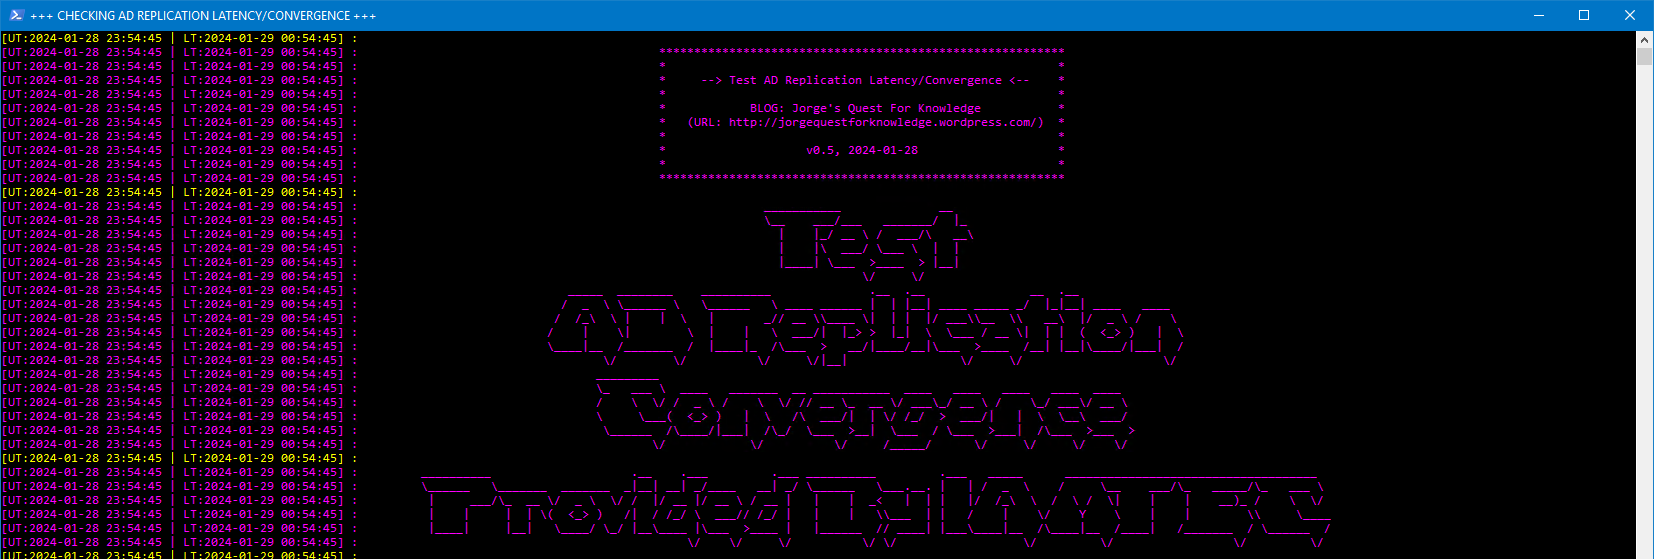 +++ CHECKING AD REPLICATION LATENCY/CONVERGENCE +++
[UT:2024-01-28 23:54:45 | LT:2024-01-29 00:54:45] :
[UT:2024-01-28 23:54:45 | LT:2024-01-29 00:54:45] : **********************************************************
[UT:2024-01-28 23:54:45 | LT:2024-01-29 00:54:45] : * *
[UT:2024-01-28 23:54:45 | LT:2024-01-29 00:54:45] : * --> Test AD Replication Latency/Convergence <-- *
[UT:2024-01-28 23:54:45 | LT:2024-01-29 00:54:45] : * *
[UT:2024-01-28 23:54:45 | LT:2024-01-29 00:54:45] : * BLOG: Jorge's Quest For Knowledge *
[UT:2024-01-28 23:54:45 | LT:2024-01-29 00:54:45] : * (URL: http://jorgequestforknowledge.wordpress.com/) *
[UT:2024-01-28 23:54:45 | LT:2024-01-29 00:54:45] : * *
[UT:2024-01-28 23:54:45 | LT:2024-01-29 00:54:45] : * v0.5, 2024-01-28 *
[UT:2024-01-28 23:54:45 | LT:2024-01-29 00:54:45] : * *
[UT:2024-01-28 23:54:45 | LT:2024-01-29 00:54:45] : **********************************************************
[UT:2024-01-28 23:54:45 | LT:2024-01-29 00:54:45] :
[UT:2024-01-28 23:54:45 | LT:2024-01-29 00:54:45] :
[UT:2024-01-28 23:54:45 | LT:2024-01-29 00:54:45] :
[UT:2024-01-28 23:54:45 | LT:2024-01-29 00:54:45] : Test
[UT:2024-01-28 23:54:45 | LT:2024-01-29 00:54:45] :
[UT:2024-01-28 23:54:45 | LT:2024-01-29 00:54:45] :
[UT:2024-01-28 23:54:45 | LT:2024-01-29 00:54:45] :
[UT:2024-01-28 23:54:45 | LT:2024-01-29 00:54:45] :
[UT:2024-01-28 23:54:45 | LT:2024-01-29 00:54:45] :
[UT:2024-01-28 23:54:45 | LT:2024-01-29 00:54:45] : AD Replication
[UT:2024-01-28 23:54:45 | LT:2024-01-29 00:54:45] :
[UT:2024-01-28 23:54:45 | LT:2024-01-29 00:54:45] :
[UT:2024-01-28 23:54:45 | LT:2024-01-29 00:54:45] :
[UT:2024-01-28 23:54:45 | LT:2024-01-29 00:54:45] :
[UT:2024-01-28 23:54:45 | LT:2024-01-29 00:54:45] :
[UT:2024-01-28 23:54:45 | LT:2024-01-29 00:54:45] : Convergence
[UT:2024-01-28 23:54:45 | LT:2024-01-29 00:54:45] :
[UT:2024-01-28 23:54:45 | LT:2024-01-29 00:54:45] :
[UT:2024-01-28 23:54:45 | LT:2024-01-29 00:54:45] :
[UT:2024-01-28 23:54:45 | LT:2024-01-29 00:54:45] :
[UT:2024-01-28 23:54:45 | LT:2024-01-29 00:54:45] :
[UT:2024-01-28 23:54:45 | LT:2024-01-29 00:54:45] :
[UT:2024-01-28 23:54:45 | LT:2024-01-29 00:54:45] : Provided By IAMTEC
[UT:2024-01-28 23:54:45 | LT:2024-01-29 00:54:45] :
[UT:2024-01-28 23:54:45 | LT:2024-01-29 00:54:45] :
[UT:2024-01-28 23:54:45 | LT:2024-01-29 00:54:45] :
[UT:2024-01-28 23:54:45 | LT:2024-01-29 00:54:45] :